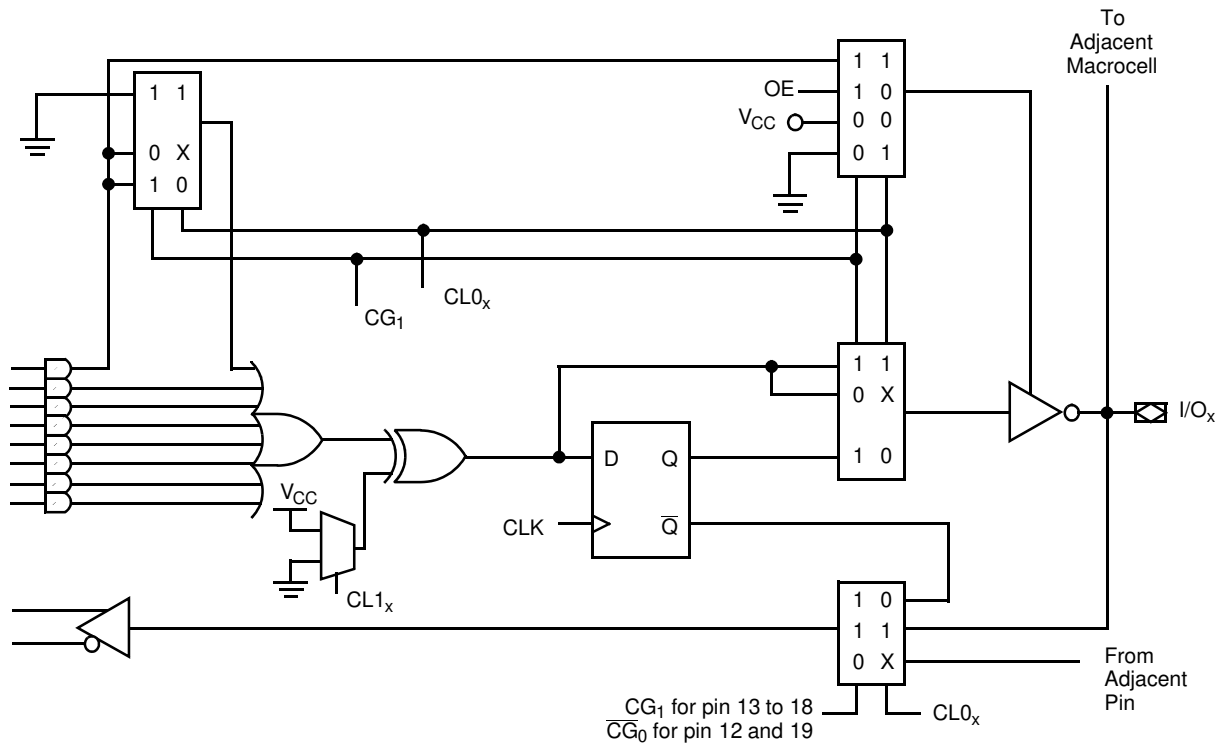 To
Adjacent
Macrocell
1 1
OE
1 0
V_CC
0 0
0 1
1 1
0 X
1 0
CL0_x
CG_1
1 1
0 X
I/O_x
1 0
D Q
V_CC
CLK
Q̅
CL1_x
1 0
1 1
0 X
From
Adjacent
Pin
CG_1 for pin 13 to 18
C̅G̅_0 for pin 12 and 19
CL0_x